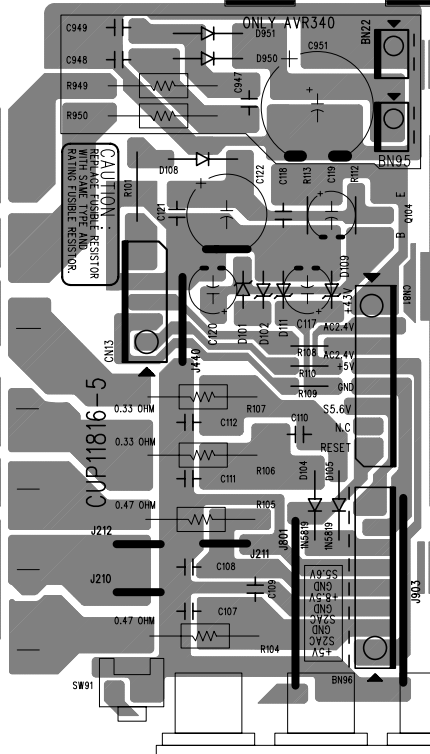 ONLY AVR340
C949
D951
C951
BN22
C948
D950
R949
C947
R950
BN95
CAUTION :
REPLACE FUSIBLE RESISTOR
WITH SAME TYPE AND
RATING FUSIBLE RESISTOR.
D108
R101
C121
C122
C118
R113
C119
R112
E
Q104
B
D109
CN81
+4.3V
CN13
C120
D101
D102
D111
C117
AC2.4V
J440
R108
AC2.4V
+5V
R110
GND
R109
CUP11816-5
0.33 OHM
R107
S5.6V
C112
C110
N.C
0.33 OHM
RESET
R106
D104
D105
C111
0.47 OHM
R105
1N5819
1N5819
J212
J801
J211
J210
C108
C109
S5.6V
GND
+8.5V
GND
S2AC
GND
S2AC
+5V
J903
C107
0.47 OHM
R104
SW91
BN96